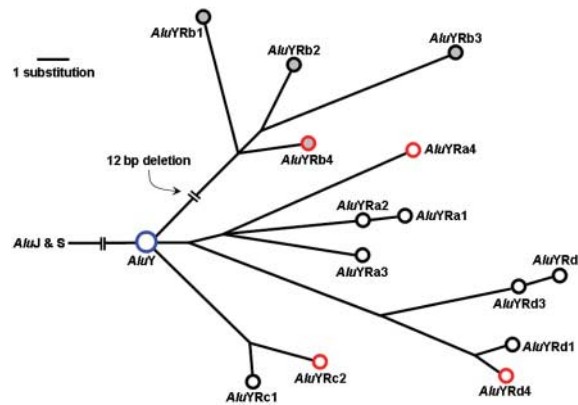 AluYRb1
AluYRb2
AluYRb3
1 substitution
AluYRb4
AluYRa4
12 bp deletion
AluYRa2
AluYRa1
AluJ & S
AluY
AluYRa3
AluYRd
AluYRd3
AluYRd1
AluYRc2
AluYRd4
AluYRc1